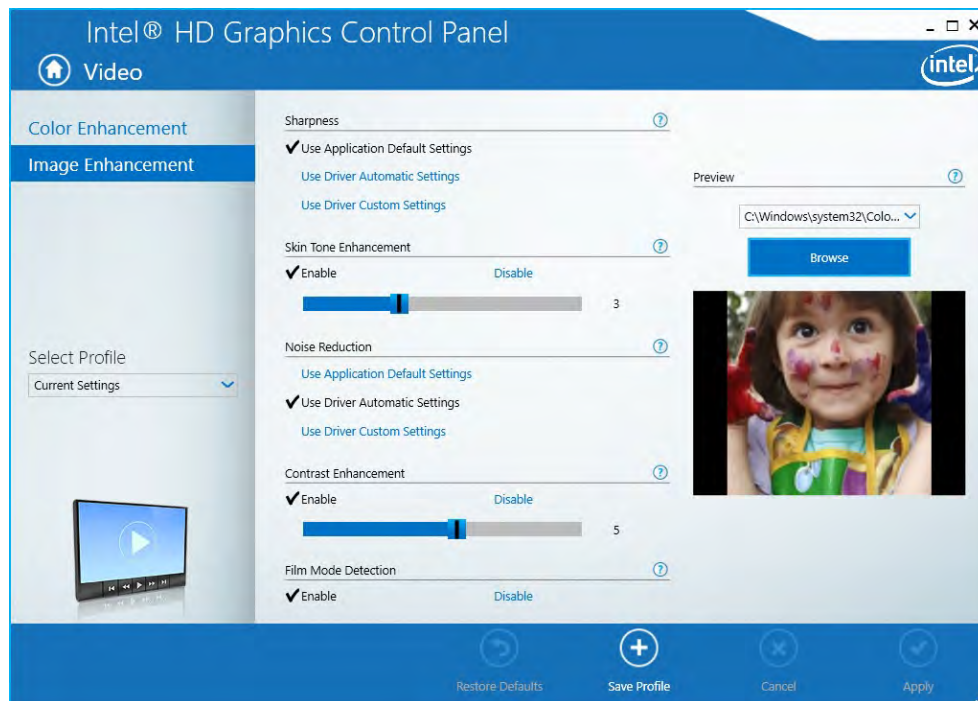 Intel® HD Graphics Control Panel
Video
intel
Color Enhancement
Image Enhancement
Select Profile
Current Settings
Sharpness
Use Application Default Settings
Use Driver Automatic Settings
Use Driver Custom Settings
Skin Tone Enhancement
Enable Disable
3
Noise Reduction
Use Application Default Settings
Use Driver Automatic Settings
Use Driver Custom Settings
Contrast Enhancement
Enable Disable
5
Film Mode Detection
Enable Disable
Preview
C:\Windows\system32\Colo...
Browse
Restore Defaults
Save Profile
Cancel
Apply